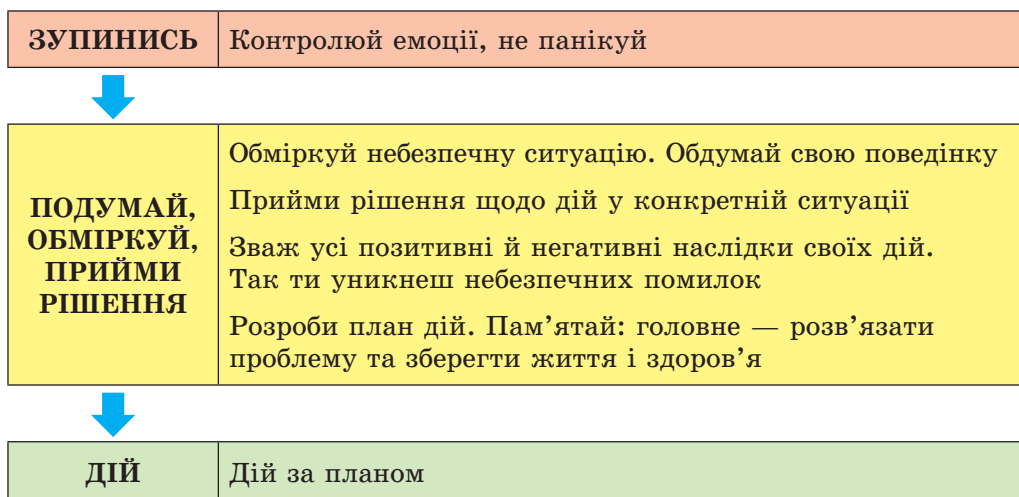 ЗУПИНИСЬ
Контролюй емоції, не панікуй
ПОДУМАЙ,
ОБМІРКУЙ,
ПРИЙМИ
РІШЕННЯ
Обміркуй небезпечну ситуацію. Обдумай свою поведінку
Прийми рішення щодо дій у конкретній ситуації
Зваж усі позитивні й негативні наслідки своїх дій.
Так ти уникнеш небезпечних помилок
Розроби план дій. Пам’ятай: головне — розв’язати
проблему та зберегти життя і здоров’я
ДІЙ
Дій за планом